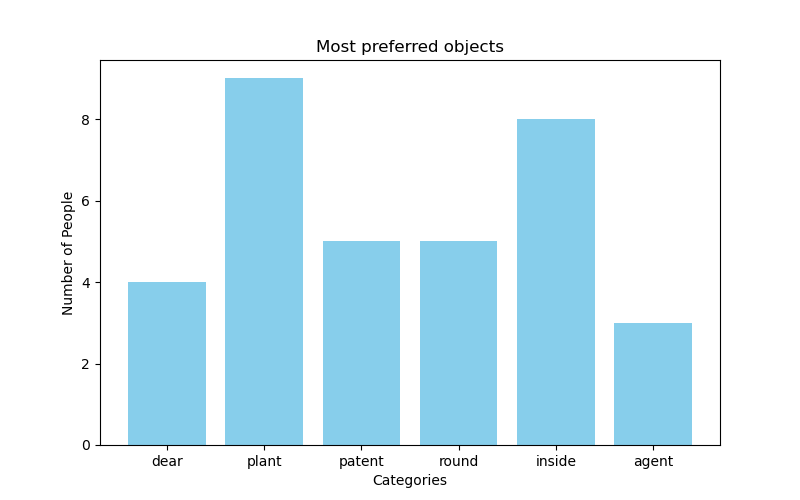 Most preferred objects
Number of People
8
6
4
2
0
dear plant patent round inside agent
Categories